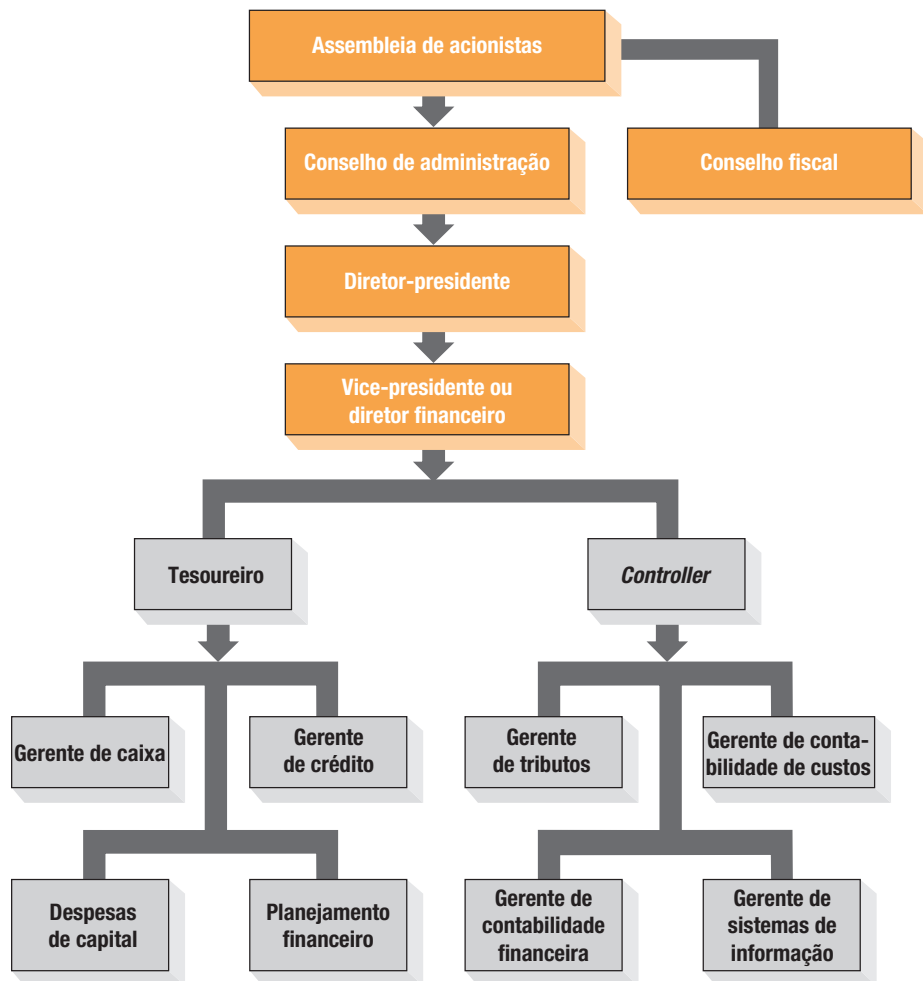 Assembleia de acionistas
Conselho de administração
Conselho fiscal
Diretor-presidente
Vice-presidente ou
diretor financeiro
Tesoureiro
Controller
Gerente de caixa
Gerente
de crédito
Gerente
de tributos
Gerente de conta-
bilidade de custos
Despesas
de capital
Planejamento
financeiro
Gerente de
contabilidade
financeira
Gerente de
sistemas de
informação